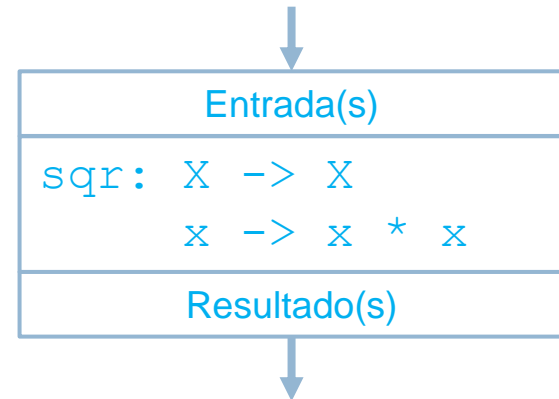 Entrada(s)
sqr: X -> X
x -> x * x
Resultado(s)